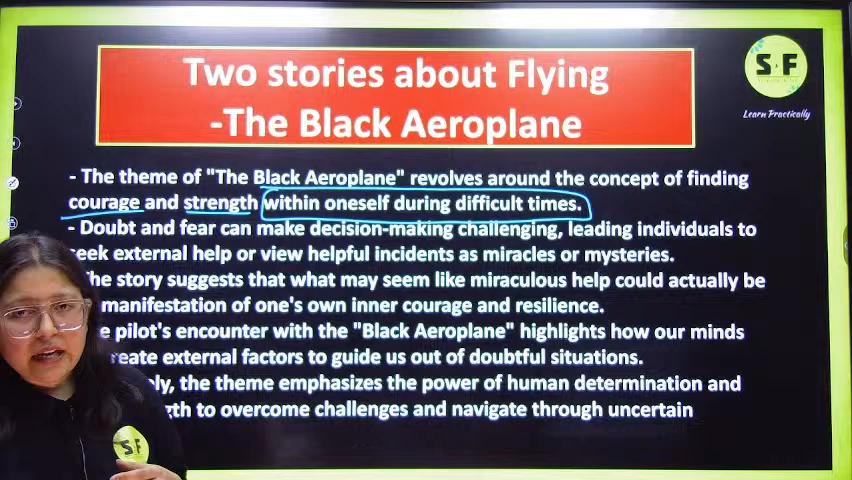 Two stories about Flying
-The Black Aeroplane
S F
Learn Practically
- The theme of "The Black Aeroplane" revolves around the concept of finding
courage and strength within oneself during difficult times.
- Doubt and fear can make decision-making challenging, leading individuals to
seek external help or view helpful incidents as miracles or mysteries.
The story suggests that what may seem like miraculous help could actually be
manifestation of one's own inner courage and resilience.
pilot's encounter with the "Black Aeroplane" highlights how our minds
create external factors to guide us out of doubtful situations.
the theme emphasizes the power of human determination and
to overcome challenges and navigate through uncertain
S F